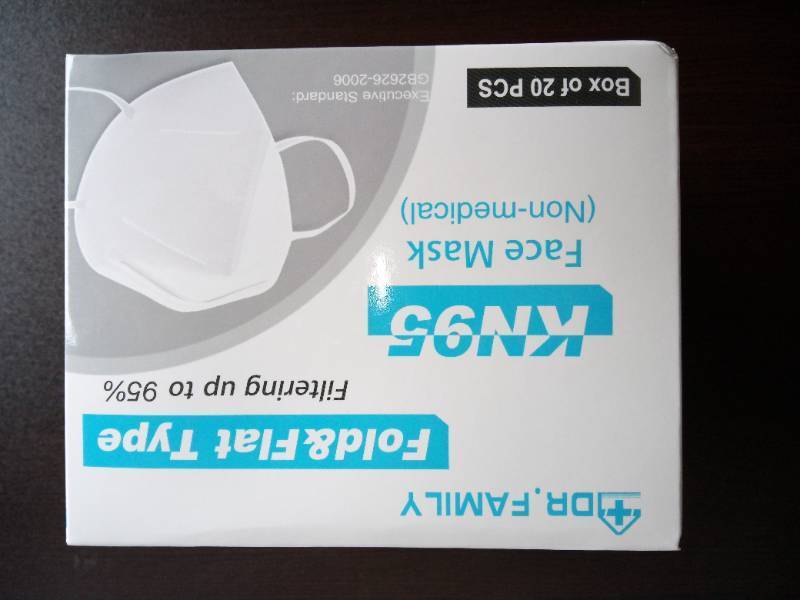 DR.FAMILY
Fold&Flat Type
Filtering up to 95%
KN95
Face Mask
(Non-medical)
Executive Standard:
GB2626-2006
Box of 20 PCS